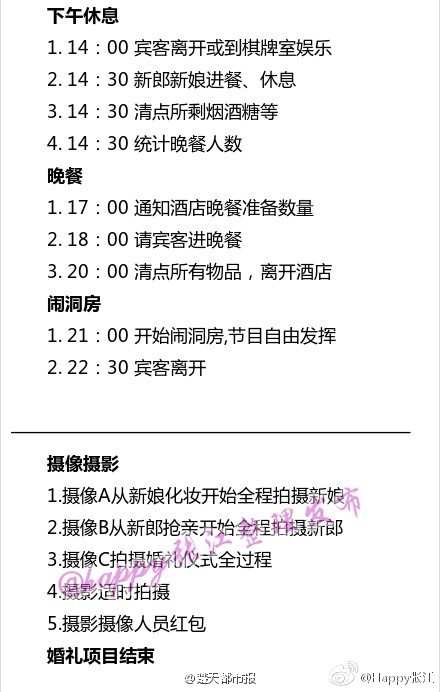 下午休息
1. 14：00 宾客离开或到棋牌室娱乐
2. 14：30 新郎新娘进餐、休息
3. 14：30 清点所剩烟酒糖等
4. 14：30 统计晚餐人数
晚餐
1. 17：00 通知酒店晚餐准备数量
2. 18：00 请宾客进晚餐
3. 20：00 清点所有物品，离开酒店
闹洞房
1. 21：00 开始闹洞房,节目自由发挥
2. 22：30 宾客离开
摄像摄影
1.摄像A从新娘化妆开始全程拍摄新娘
2.摄像B从新郎抢亲开始全程拍摄新郎
3.摄像C拍摄婚礼仪式全过程
4.摄影适时拍摄
5.摄影摄像人员红包
@happy张江整理发布
婚礼项目结束
@楚天都市报
@Happy张江